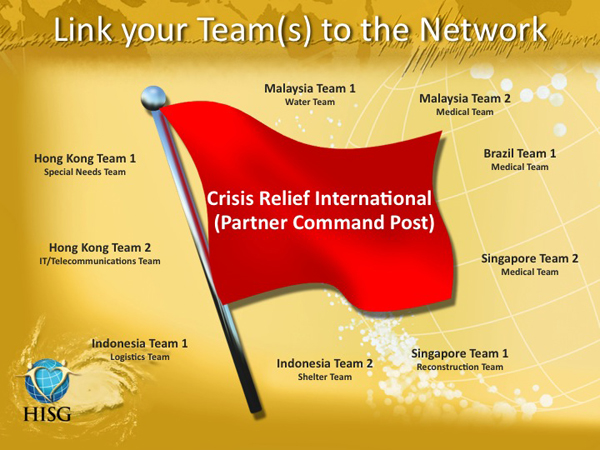 Link your Team(s) to the Network
Malaysia Team 1
Water Team
Malaysia Team 2
Medical Team
Hong Kong Team 1
Special Needs Team
Brazil Team 1
Medical Team
Crisis Relief International
(Partner Command Post)
Hong Kong Team 2
IT/Telecommunications Team
Singapore Team 2
Medical Team
Indonesia Team 1
Logistics Team
Indonesia Team 2
Shelter Team
Singapore Team 1
Reconstruction Team
HISG